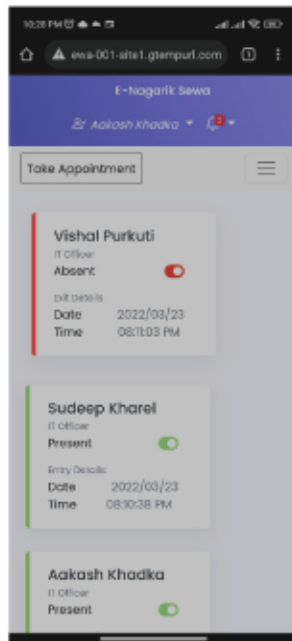 10:28 PM
ewa-001-site1.gtempurl.com
E-Nagarik Sewa
Aakash Khadka
Take Appointment
Vishal Purkuti
IT Officer
Absent
Exit Details
Date 2022/03/23
Time 08:11:03 PM
Sudeep Kharel
IT Officer
Present
Entry Details
Date 2022/03/23
Time 08:10:38 PM
Aakash Khadka
IT Officer
Present